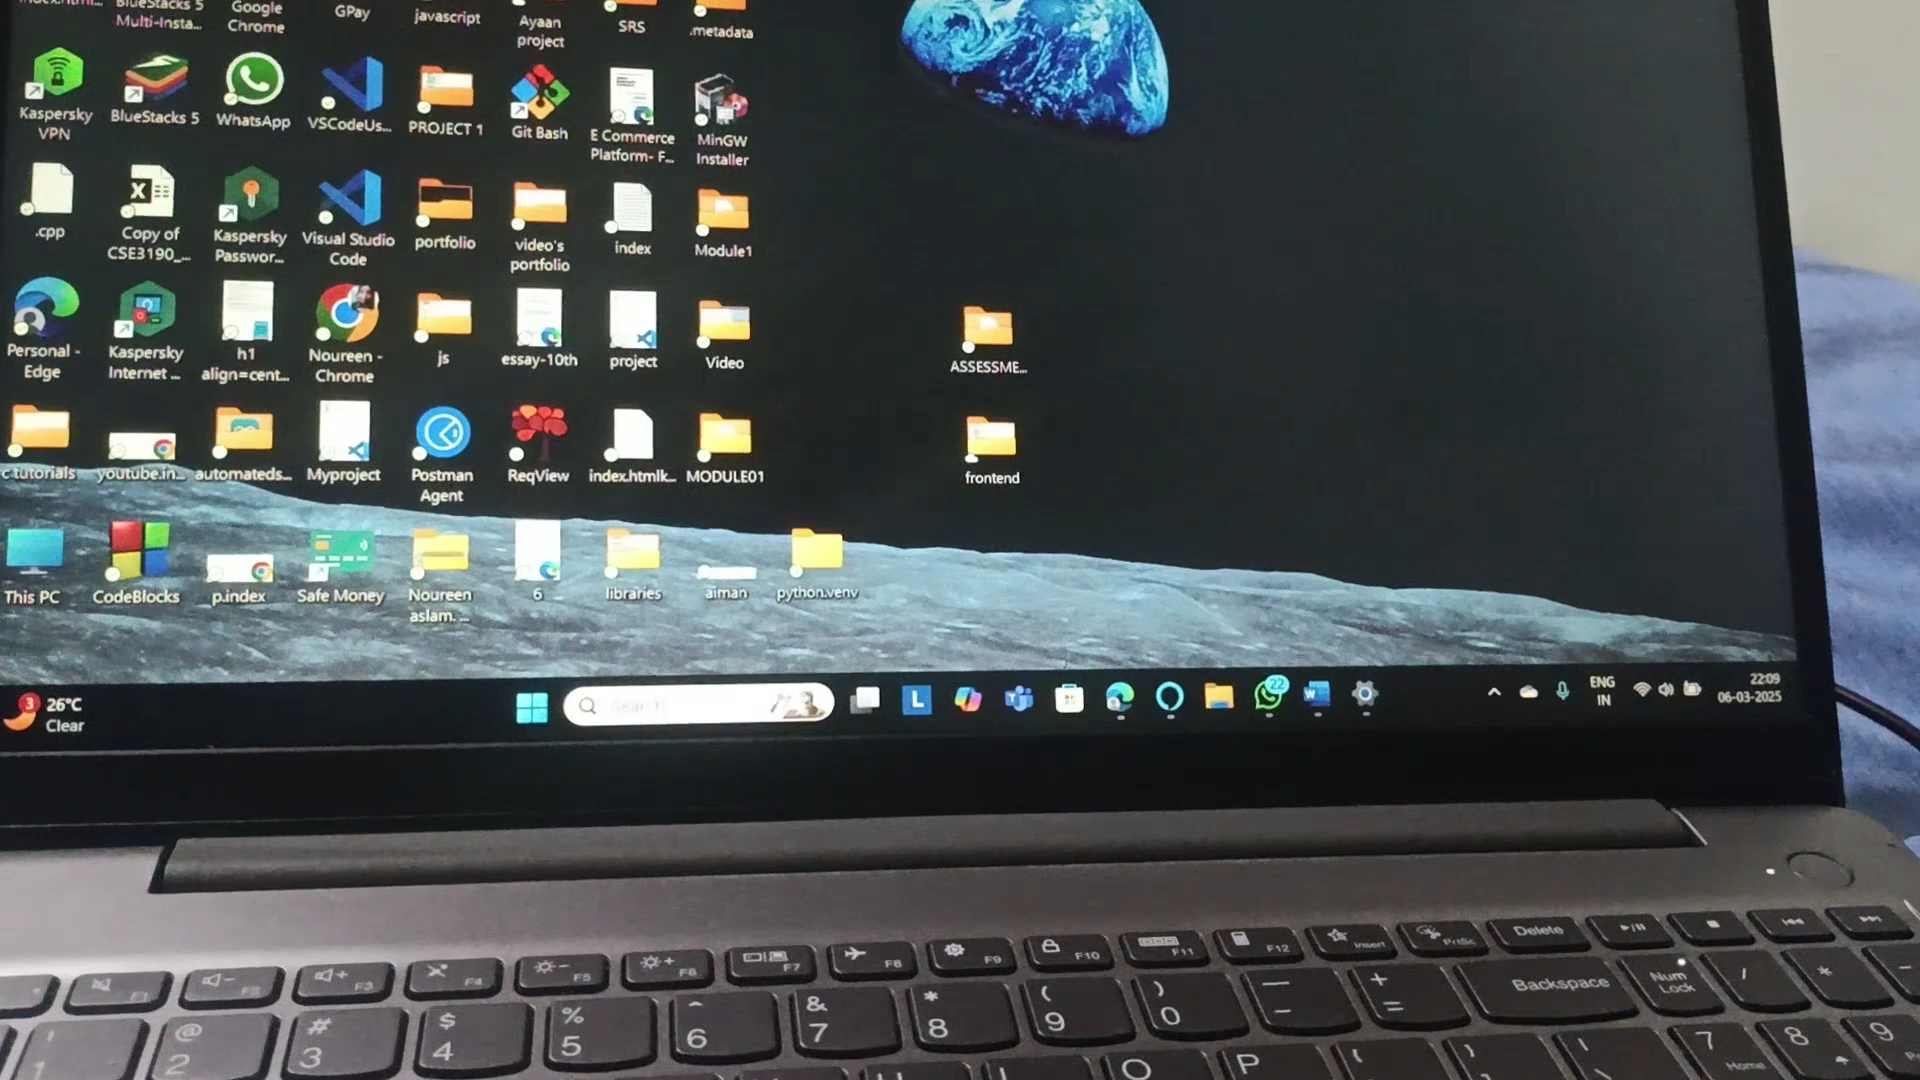 BlueStacks 5
Multi-Insta...
Google
Chrome
GPay
javascript
Ayaan
project
SRS
.metadata
Kaspersky
VPN
BlueStacks 5
WhatsApp
VSCodeUs...
PROJECT 1
Git Bash
E Commerce
Platform- F...
MinGW
Installer
.cpp
Copy of
CSE3190_...
Kaspersky
Passwor...
Visual Studio
Code
portfolio
video's
portfolio
index
Module1
Personal -
Edge
Kaspersky
Internet ...
h1
align=cent...
Noureen -
Chrome
js
essay-10th
project
Video
ASSESSME...
c tutorials
youtube.in...
automateds...
Myproject
Postman
Agent
ReqView
index.htmlk...
MODULE01
frontend
This PC
CodeBlocks
p.index
Safe Money
Noureen
aslam. ...
6
libraries
aiman
python.venv
3
26°C
Clear
Search
L
22
W
ENG
IN
22:09
06-03-2025
F1
F2
F3
F4
F5
F6
F7
F8
F9
F10
F11
F12
Insert
PrtSc
Delete
! 1
@ 2
# 3
$ 4
% 5
^ 6
& 7
* 8
( 9
) 0
— -
+ =
Backspace
Num
Lock
/
*
-
O
P
7
Home
8
9